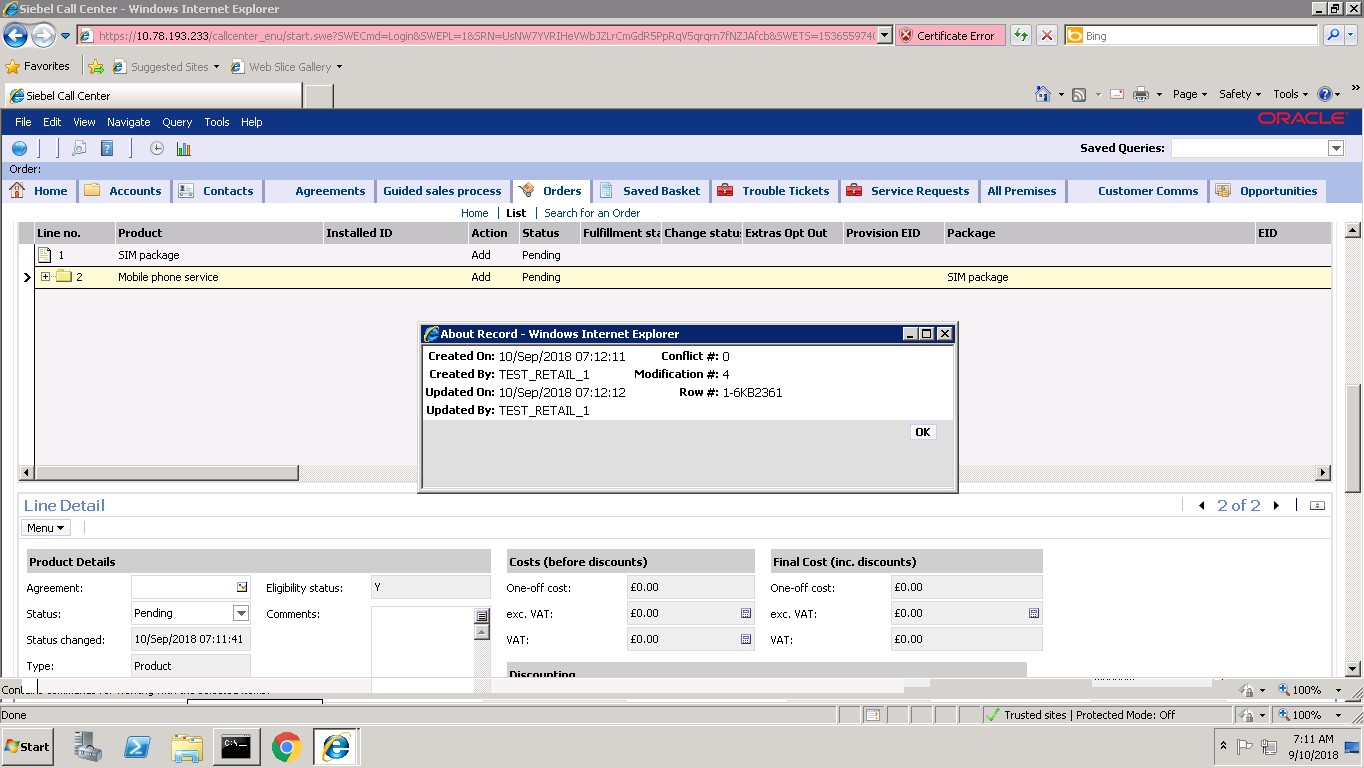 Siebel Call Center - Windows Internet Explorer
https://10.78.193.233/callcenter_enu/start.swe?SWECmd=Login&SWEPL=1&SRN=UsNW7YVRIHeVWbJZLrCmGdR5PpRqV5qrqrn7fNZJAfcb&SWETS=1536559740
Certificate Error
Bing
Favorites
Suggested Sites
Web Slice Gallery
Siebel Call Center
Page Safety Tools
File Edit View Navigate Query Tools Help
ORACLE
Saved Queries:
Order:
Home Accounts Contacts Agreements Guided sales process Orders Saved Basket Trouble Tickets Service Requests All Premises Customer Comms Opportunities
Home | List | Search for an Order
Line no. Product Installed ID Action Status Fulfillment sta Change status Extras Opt Out Provision EID Package EID
1 SIM package Add Pending
2 Mobile phone service Add Pending SIM package
About Record - Windows Internet Explorer
Created On: 10/Sep/2018 07:12:11 Conflict #: 0
Created By: TEST_RETAIL_1 Modification #: 4
Updated On: 10/Sep/2018 07:12:12 Row #: 1-6KB2361
Updated By: TEST_RETAIL_1
OK
Line Detail
2 of 2
Menu
Product Details Costs (before discounts) Final Cost (inc. discounts)
Agreement: Eligibility status: Y One-off cost: £0.00 One-off cost: £0.00
Status: Pending Comments: exc. VAT: £0.00 exc. VAT: £0.00
Status changed: 10/Sep/2018 07:11:41 VAT: £0.00 VAT: £0.00
Type: Product
Discounting
100%
Done
Trusted sites | Protected Mode: Off
100%
Start
7:11 AM
9/10/2018